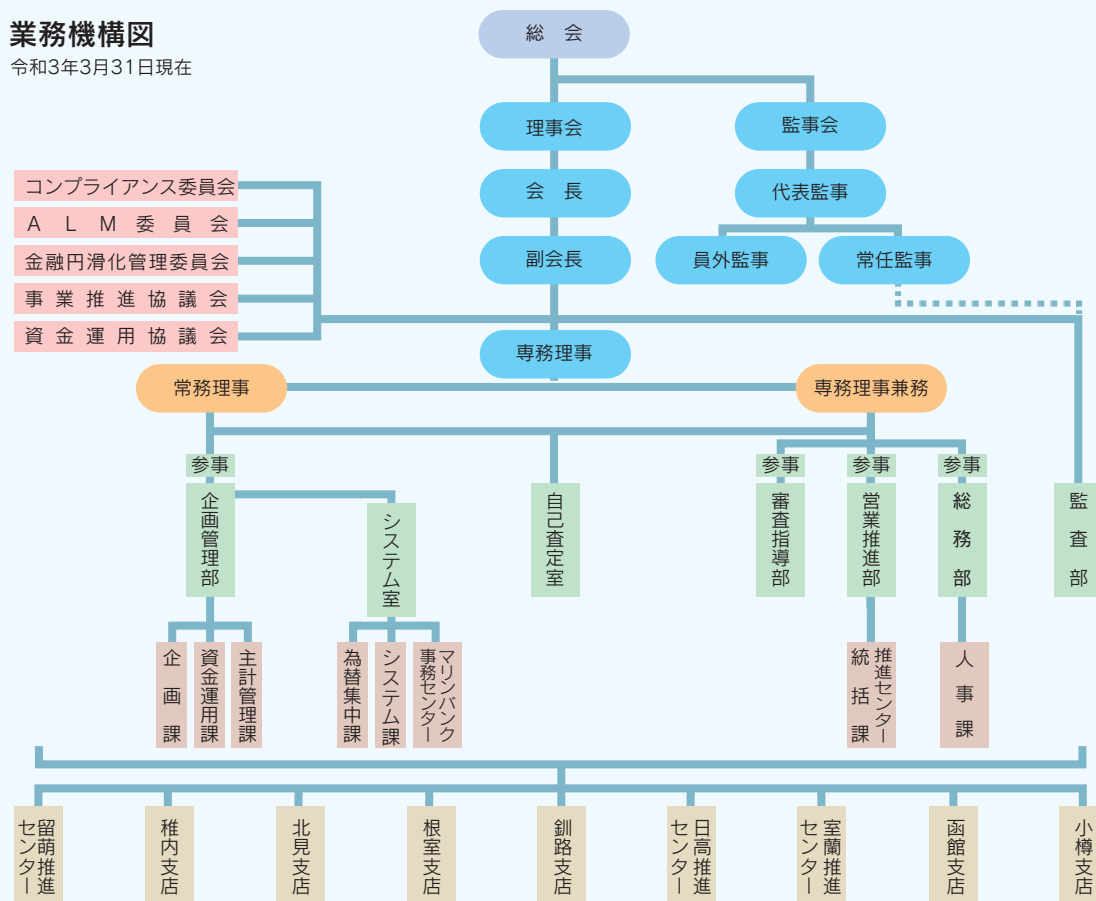 業務機構図
令和3年3月31日現在
総　会
理事会
監事会
会　長
代表監事
副会長
員外監事
常任監事
コンプライアンス委員会
ＡＬＭ委員会
金融円滑化管理委員会
事業推進協議会
資金運用協議会
専務理事
常務理事
専務理事兼務
参事
参事
参事
参事
企画管理部
システム室
自己査定室
審査指導部
営業推進部
総務部
監査部
企画課
資金運用課
主計管理課
為替集中課
システム課
マリンバンク
事務センター
推進センター
統括課
人事課
留萌推進
センター
稚内支店
北見支店
根室支店
釧路支店
日高推進
センター
室蘭推進
センター
函館支店
小樽支店